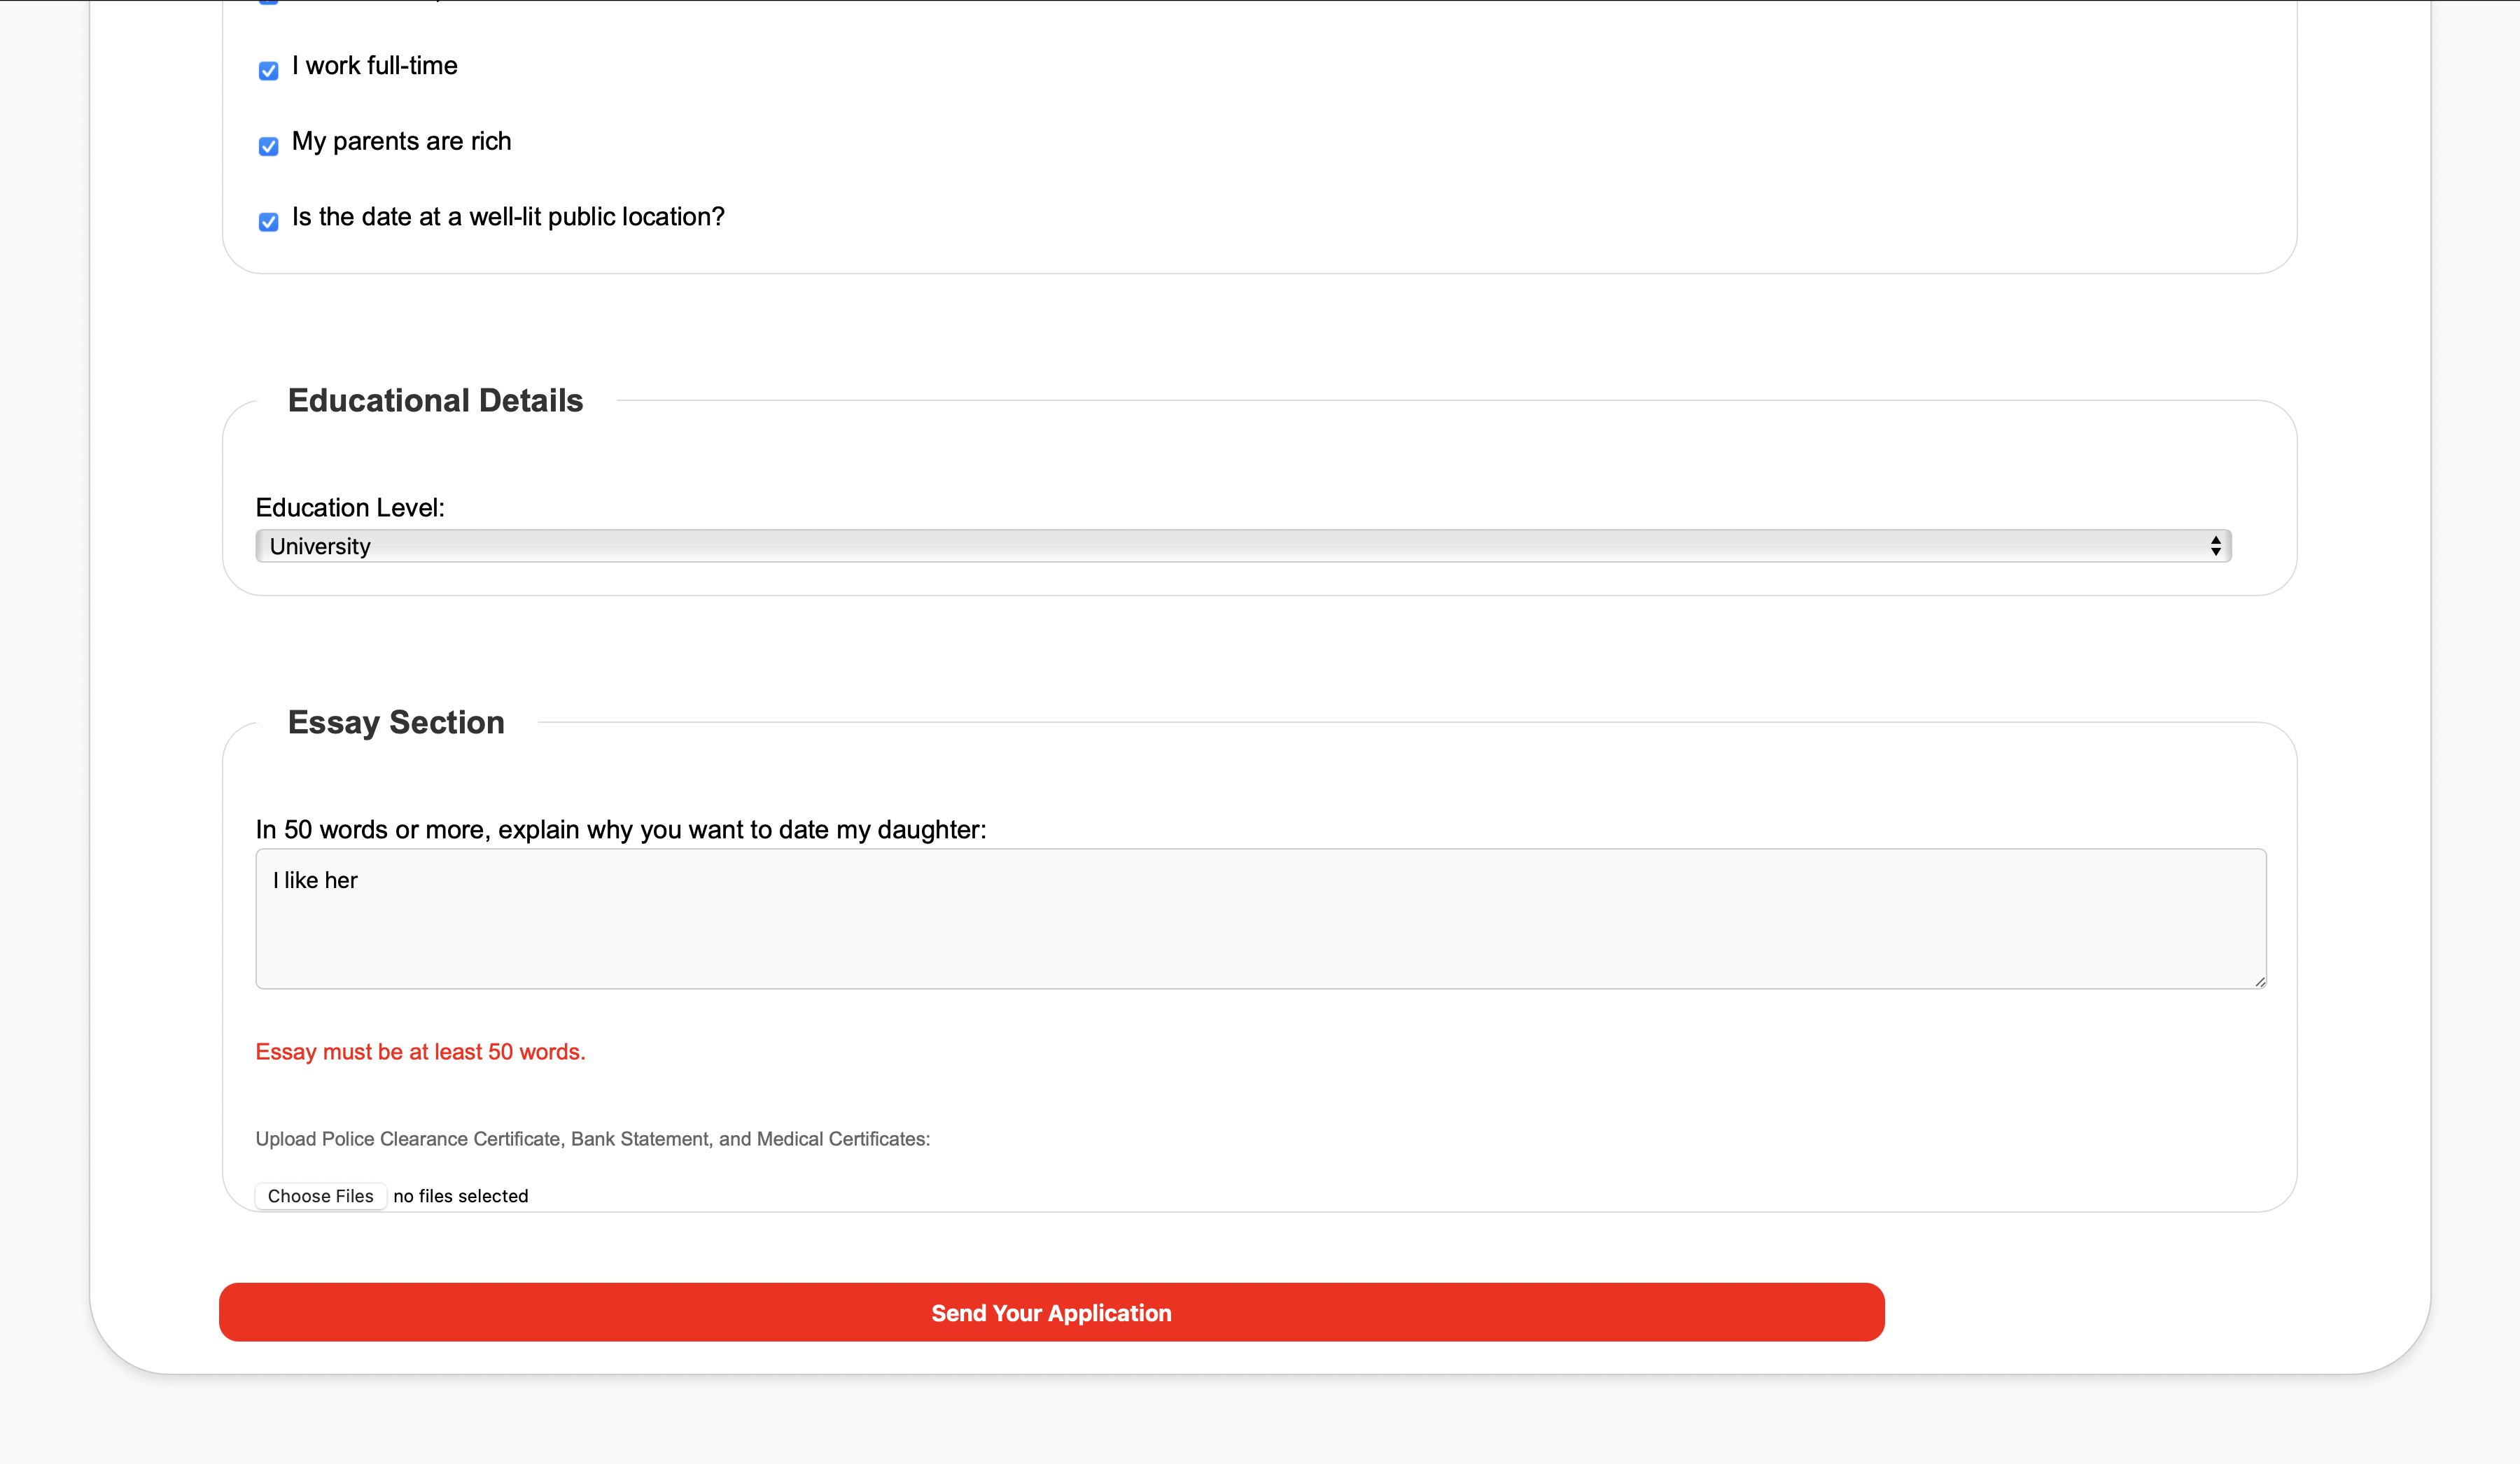 I work full-time
My parents are rich
Is the date at a well-lit public location?
Educational Details
Education Level:
University
Essay Section
In 50 words or more, explain why you want to date my daughter:
I like her
Essay must be at least 50 words.
Upload Police Clearance Certificate, Bank Statement, and Medical Certificates:
Choose Files no files selected
Send Your Application